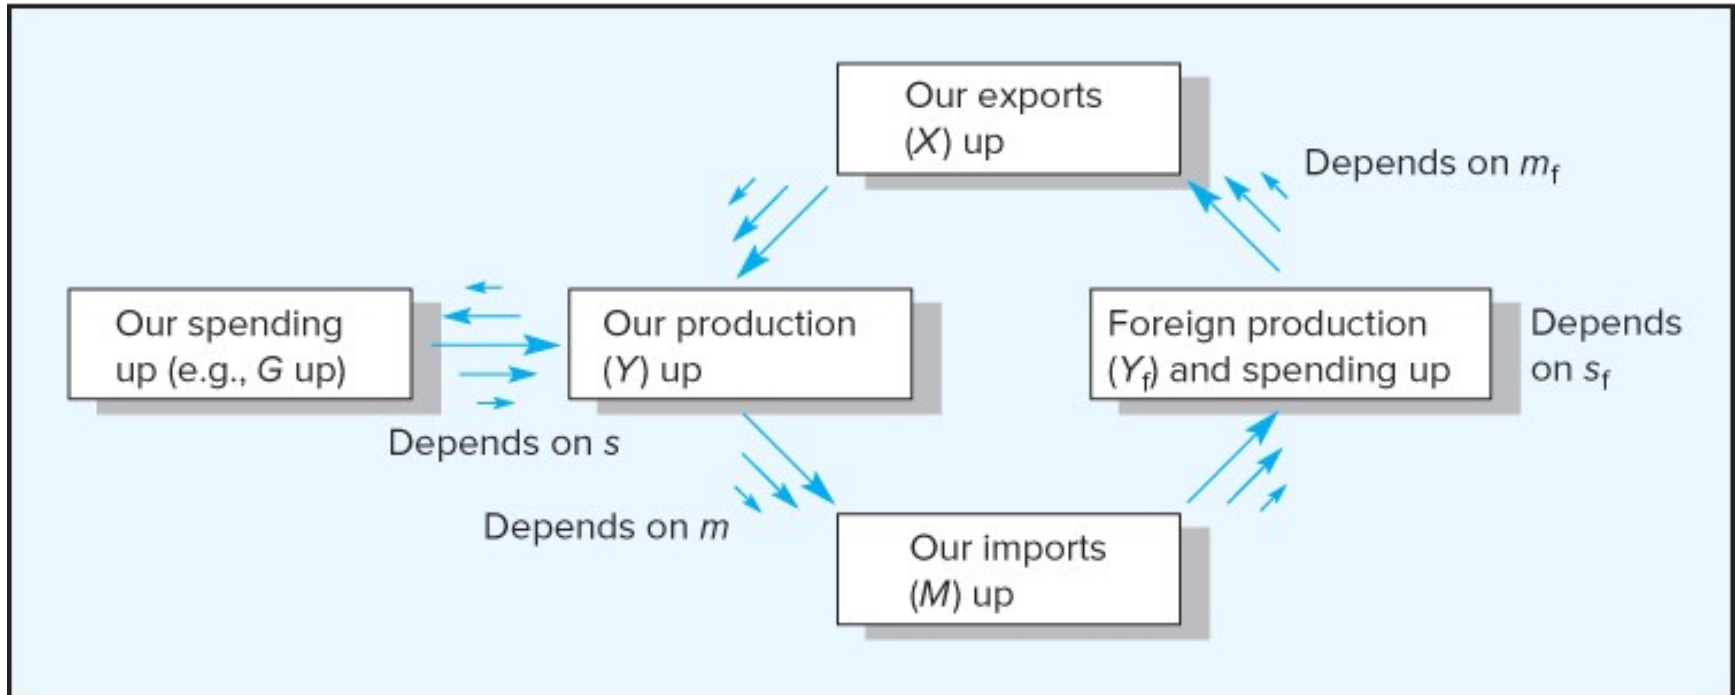 Our exports
(X) up
Depends on mf
Our spending
up (e.g., G up)
Our production
(Y) up
Foreign production
(Yf) and spending up
Depends
on sf
Depends on s
Depends on m
Our imports
(M) up